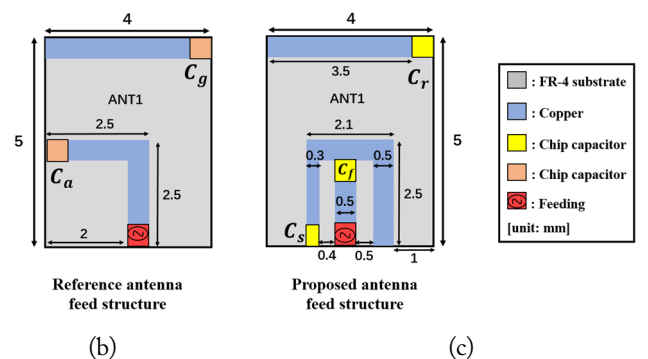 4
C_g
ANT1
5
2.5
C_a
2.5
2
Reference antenna
feed structure
(b)
4
3.5
C_r
ANT1
5
2.1
0.3
C_f
0.5
2.5
0.5
C_s
0.4
0.5
1
Proposed antenna
feed structure
(c)
: FR-4 substrate
: Copper
: Chip capacitor
: Chip capacitor
: Feeding
[unit: mm]